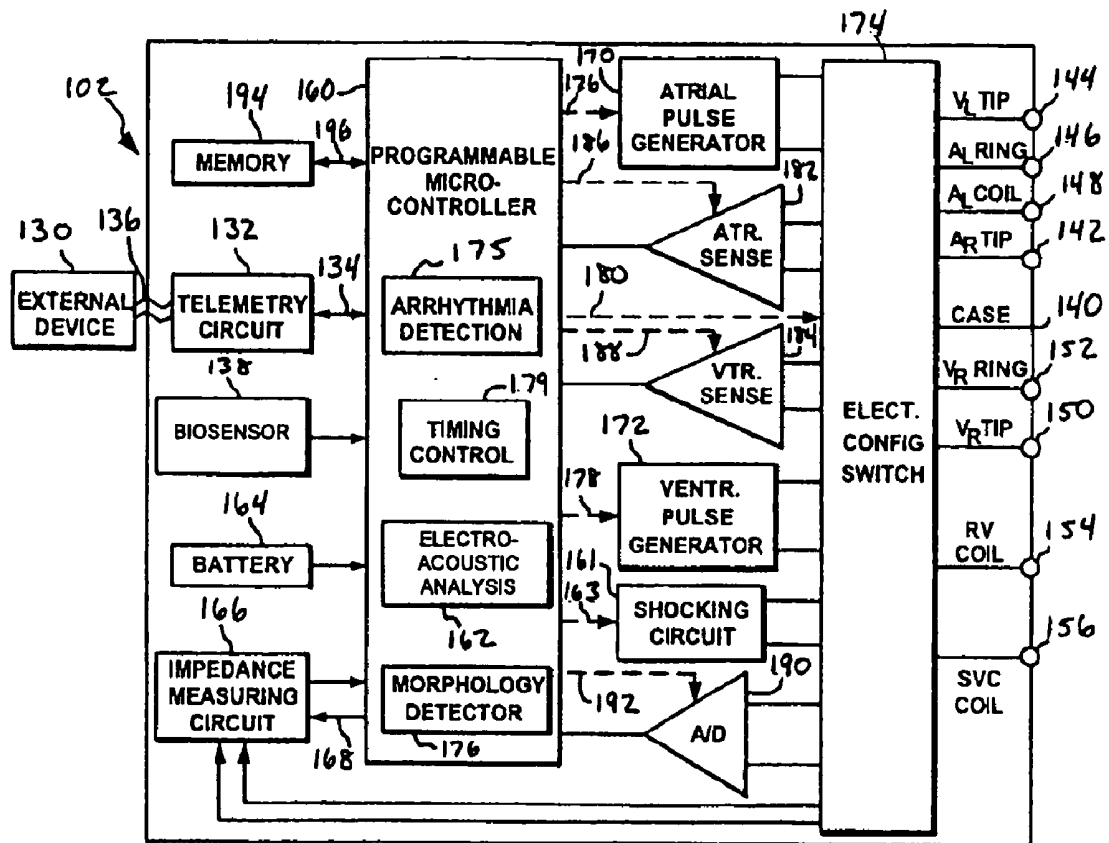 102
194
MEMORY
196
130
EXTERNAL
DEVICE
136
132
TELEMETRY
CIRCUIT
134
138
BIOSENSOR
164
BATTERY
166
IMPEDANCE
MEASURING
CIRCUIT
168
160
PROGRAMMABLE
MICRO-
CONTROLLER
175
ARRHYTHMIA
DETECTION
179
TIMING
CONTROL
ELECTRO-
ACOUSTIC
ANALYSIS
162
MORPHOLOGY
DETECTOR
176
170
176
ATRIAL
PULSE
GENERATOR
186
182
ATR.
SENSE
180
188
184
VTR.
SENSE
172
178
VENTR.
PULSE
GENERATOR
161
163
SHOCKING
CIRCUIT
190
192
A/D
174
ELECT.
CONFIG
SWITCH
VL TIP
144
AL RING
146
AL COIL
148
AR TIP
142
CASE
140
VR RING
152
VR TIP
150
RV
COIL
154
156
SVC
COIL